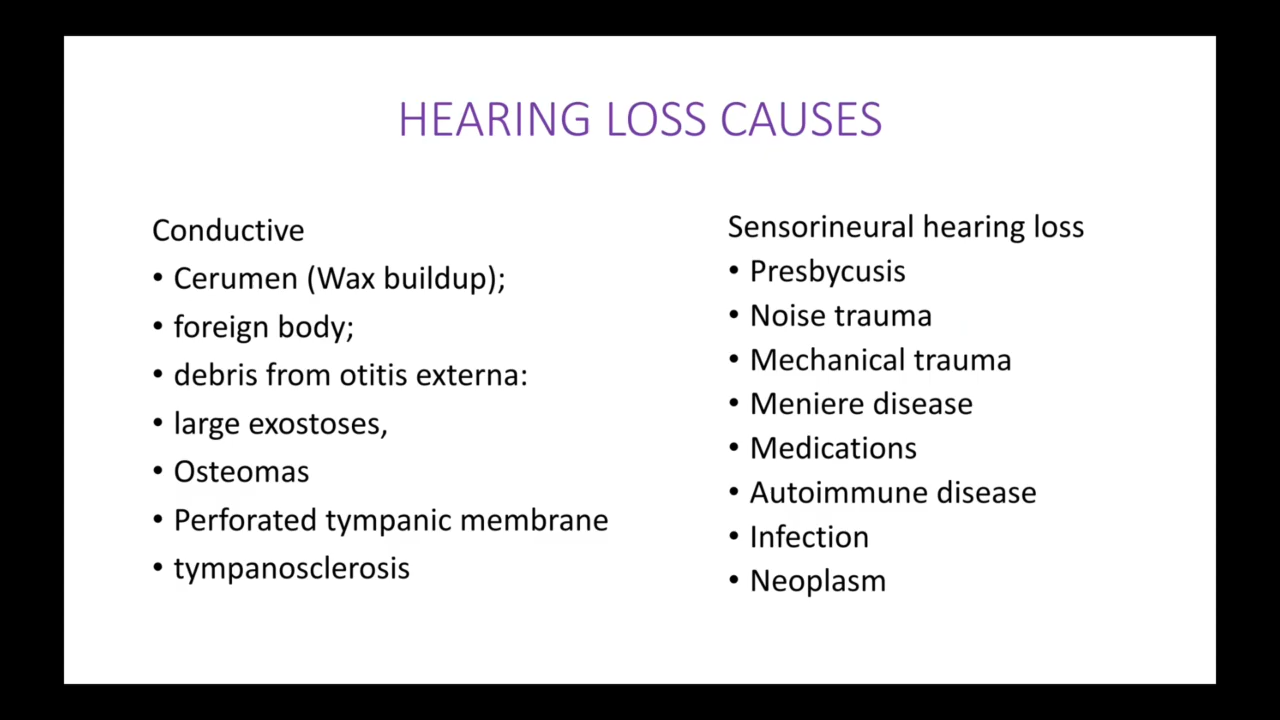 HEARING LOSS CAUSES
Conductive
• Cerumen (Wax buildup);
• foreign body;
• debris from otitis externa:
• large exostoses,
• Osteomas
• Perforated tympanic membrane
• tympanosclerosis
Sensorineural hearing loss
• Presbycusis
• Noise trauma
• Mechanical trauma
• Meniere disease
• Medications
• Autoimmune disease
• Infection
• Neoplasm